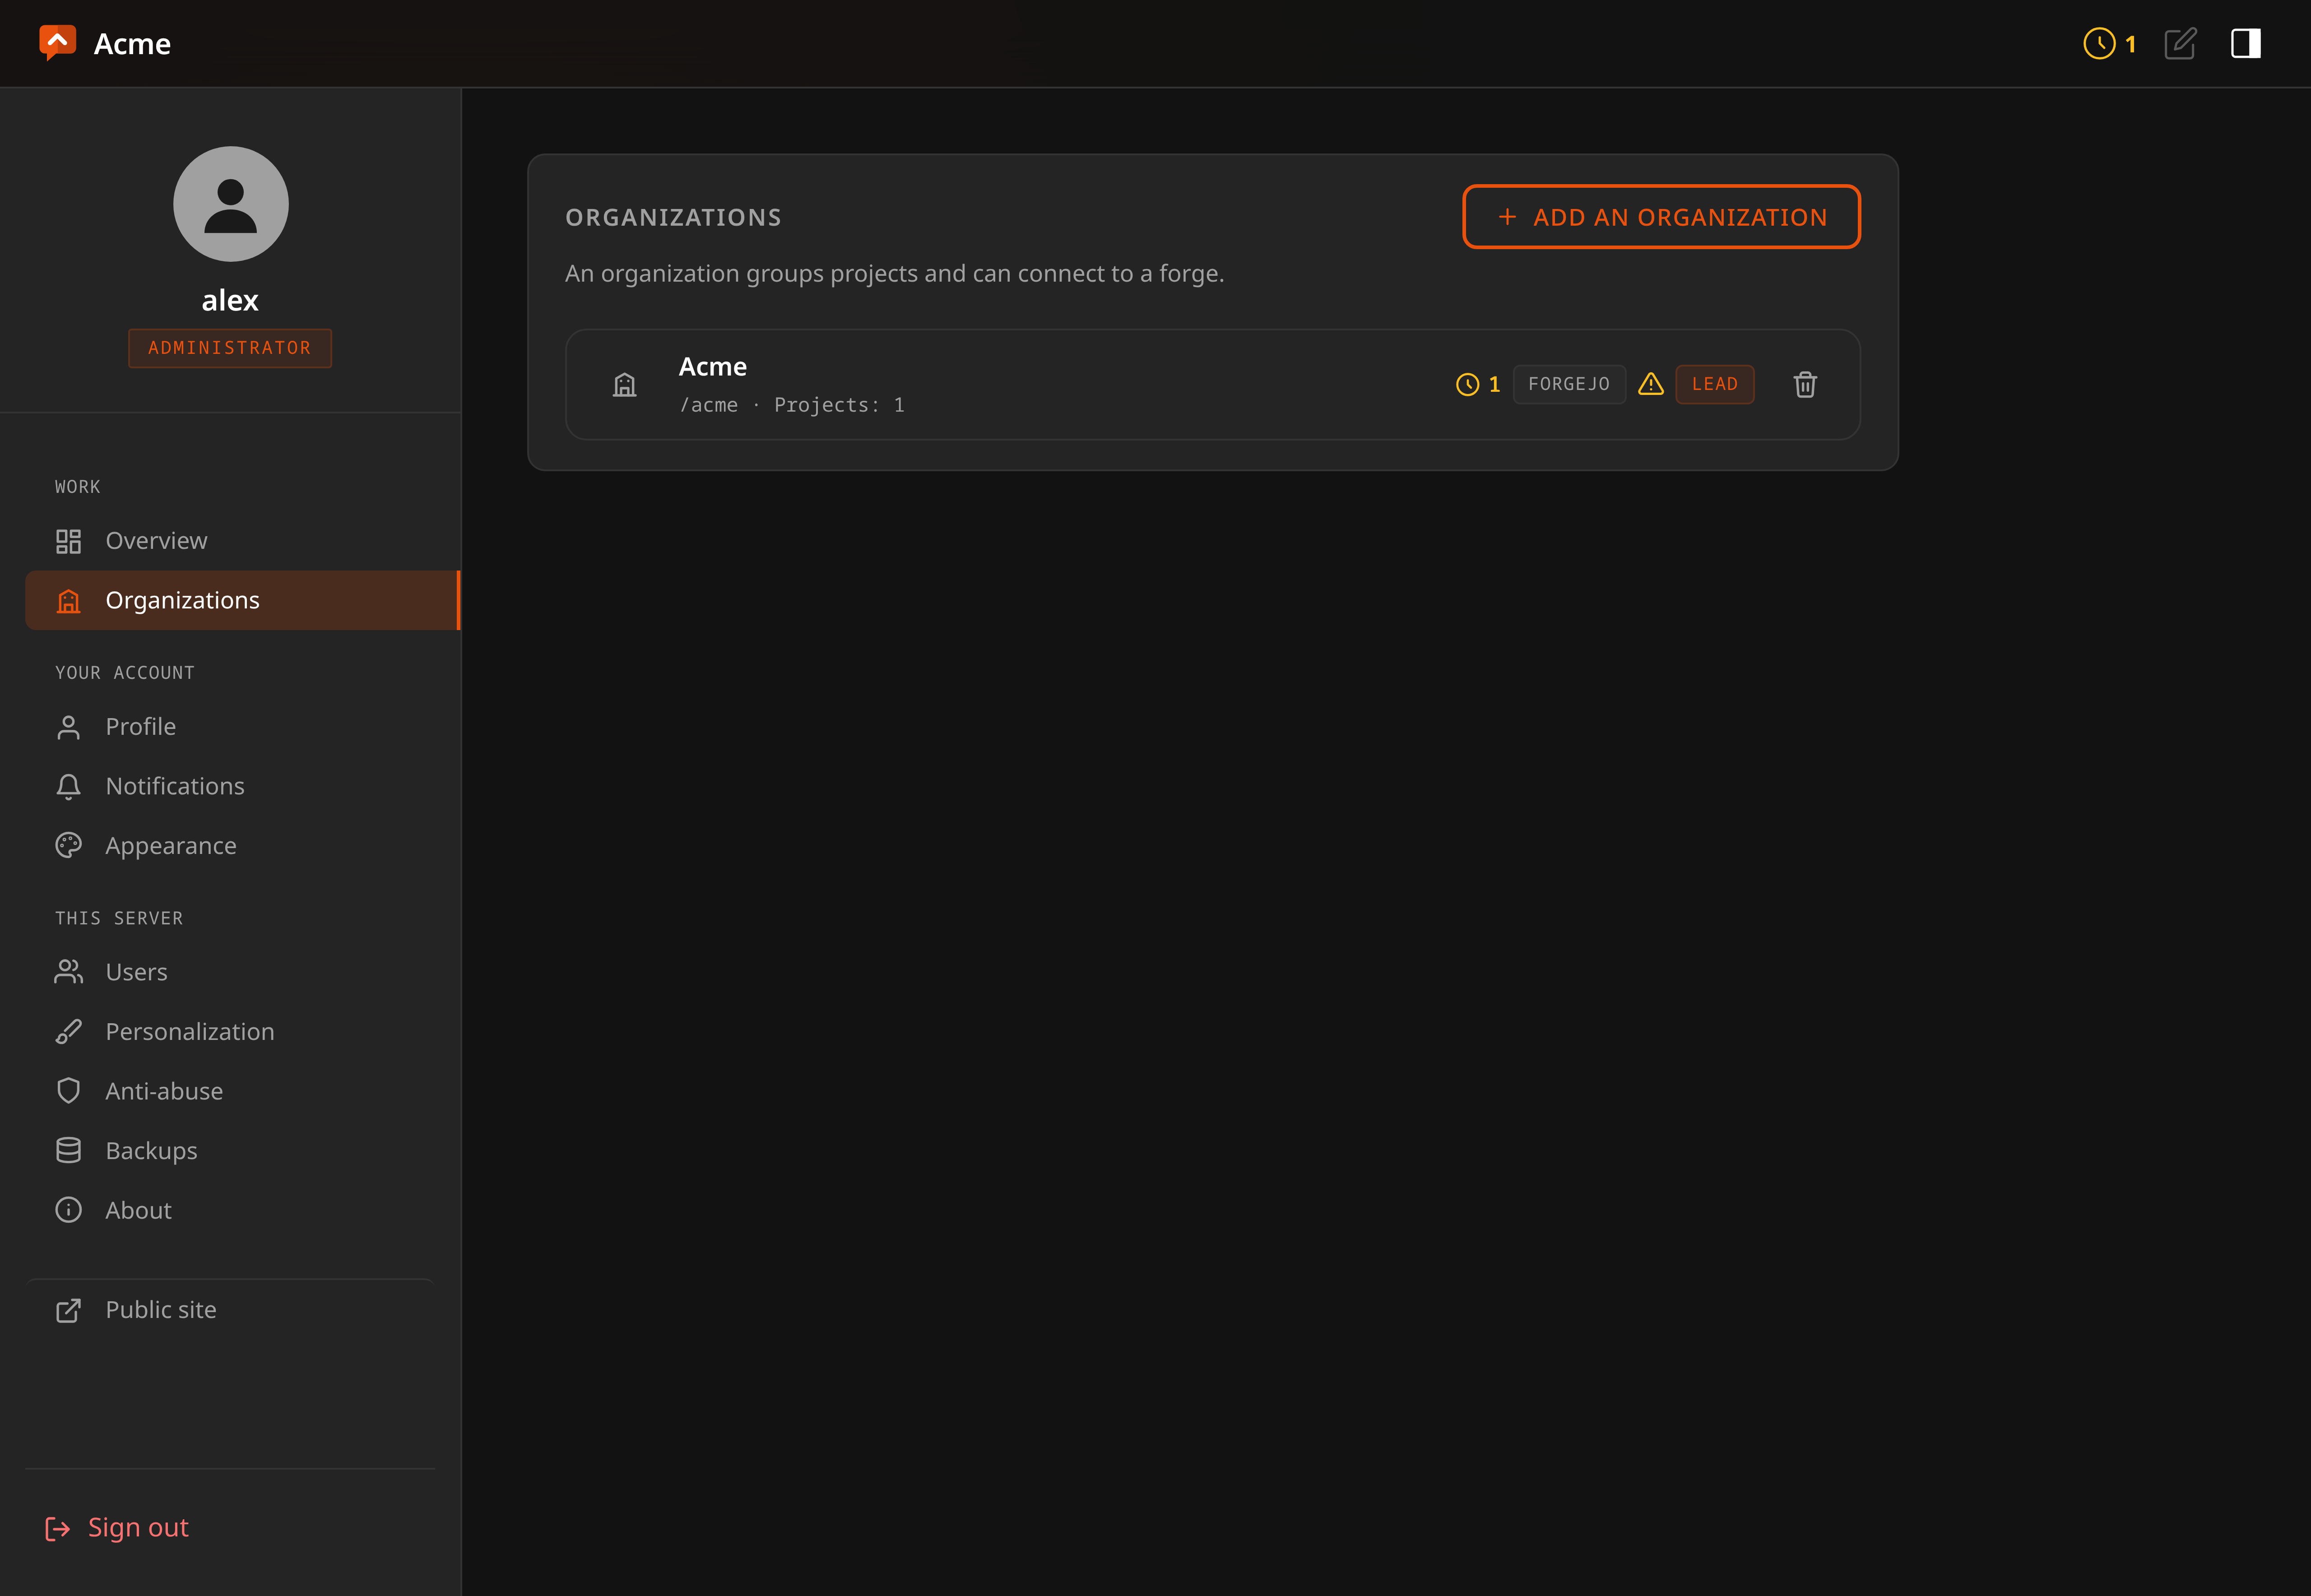 Acme
1
alex
ADMINISTRATOR
WORK
Overview
Organizations
YOUR ACCOUNT
Profile
Notifications
Appearance
THIS SERVER
Users
Personalization
Anti-abuse
Backups
About
Public site
Sign out
ORGANIZATIONS
+ ADD AN ORGANIZATION
An organization groups projects and can connect to a forge.
Acme
/acme · Projects: 1
1 FORGEJO LEAD